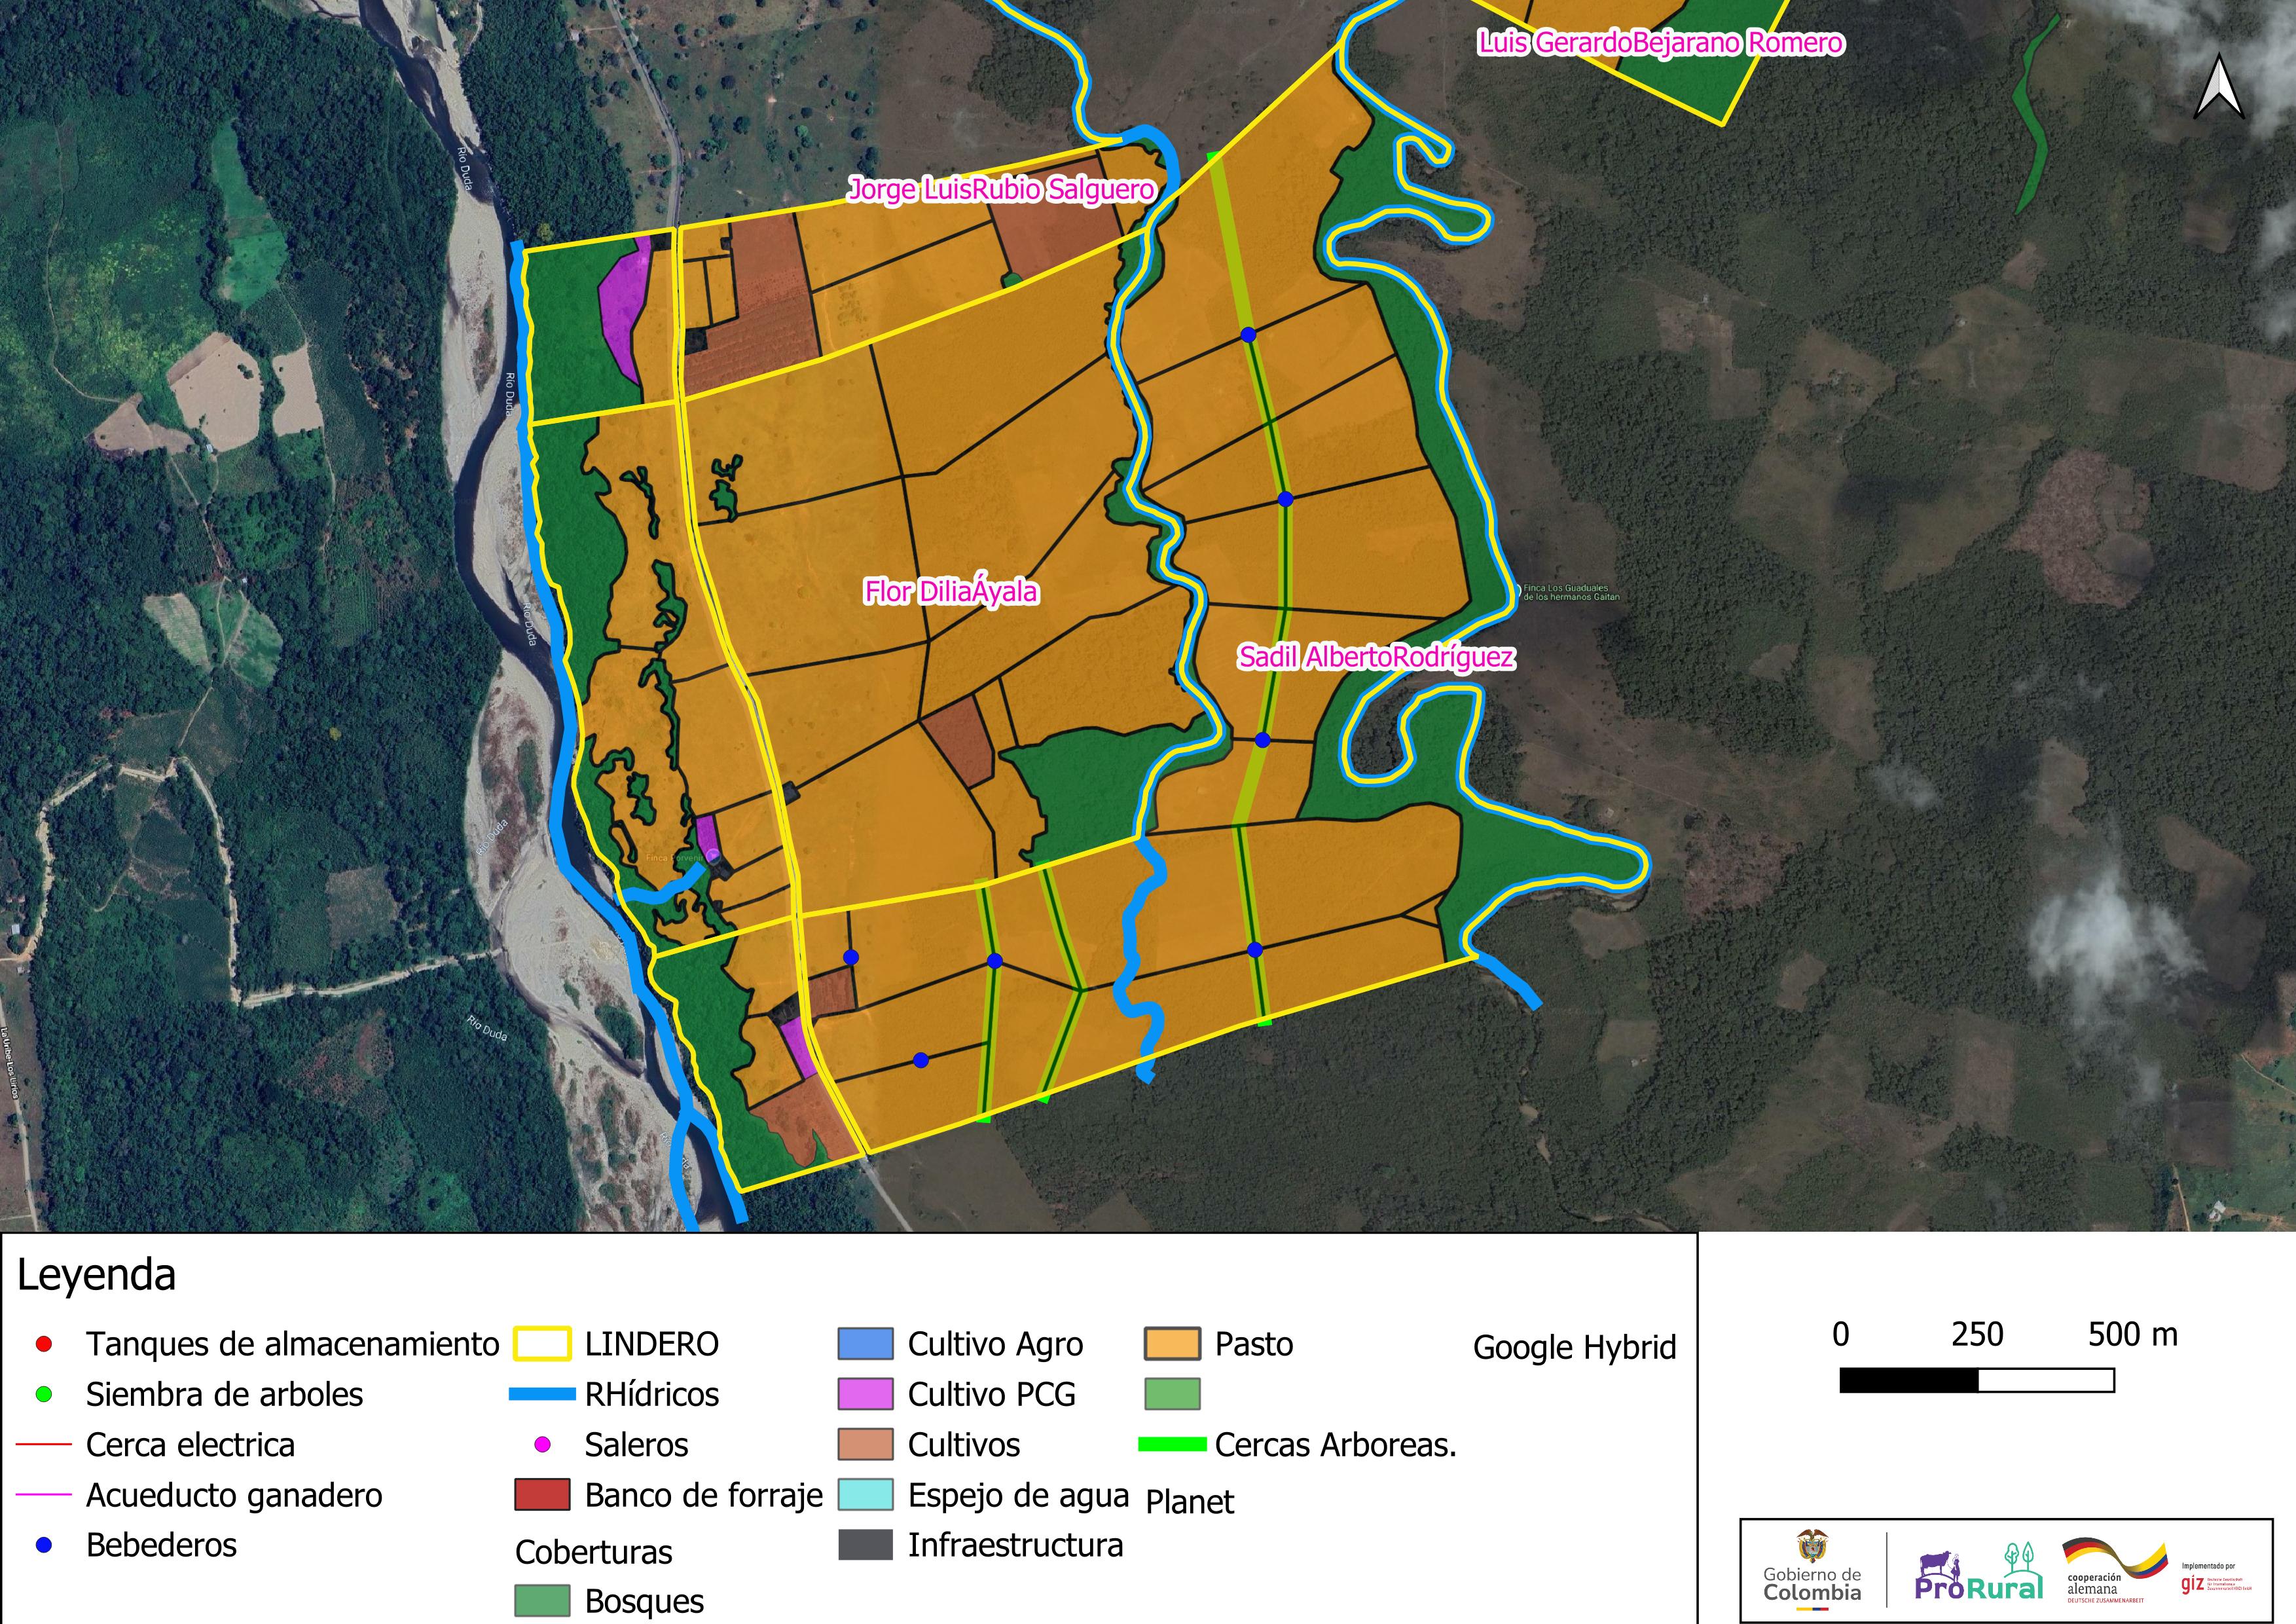 Luis GerardoBejarano Romero
Río Duda
Jorge LuisRubio Salguero
Río Duda
Flor DiliaÁyala
Finca Los Guaduales
de los hermanos Gaitan
Río Duda
Sadil AlbertoRodríguez
Río Duda
Finca Porvenir
Río Duda
La Uribe-Los Lirios
Leyenda
Tanques de almacenamiento
Siembra de arboles
Cerca electrica
Acueducto ganadero
Bebederos
LINDERO
RHídricos
Saleros
Banco de forraje
Coberturas
Bosques
Cultivo Agro
Cultivo PCG
Cultivos
Espejo de agua
Infraestructura
Pasto
Cercas Arboreas.
Planet
Google Hybrid
0 250 500 m
Gobierno de
Colombia
ProRural
cooperación
alemana
DEUTSCHE ZUSAMMENARBEIT
Implementado por
giz